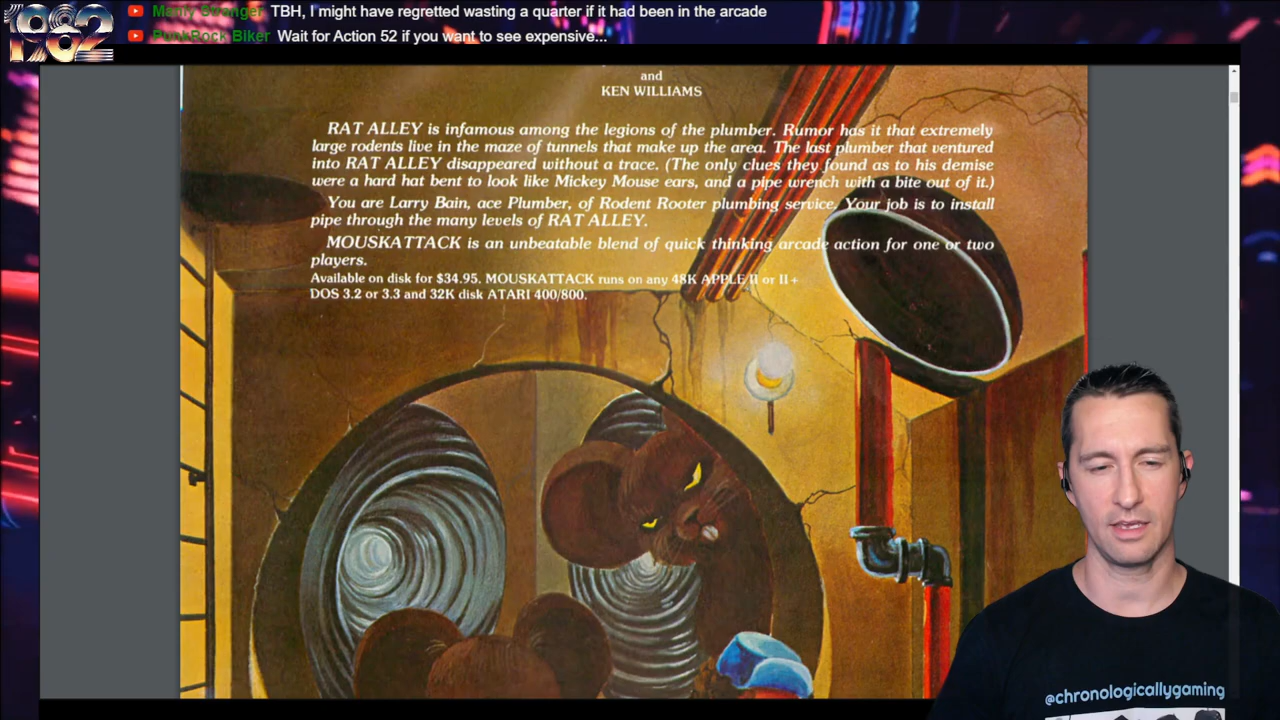 1982
Manly Stranger TBH, I might have regretted wasting a quarter if it had been in the arcade
PunkRock Biker Wait for Action 52 if you want to see expensive...
and
KEN WILLIAMS
RAT ALLEY is infamous among the legions of the plumber. Rumor has it that extremely
large rodents live in the maze of tunnels that make up the area. The last plumber that ventured
into RAT ALLEY disappeared without a trace. (The only clues they found as to his demise
were a hard hat bent to look like Mickey Mouse ears, and a pipe wrench with a bite out of it.)
You are Larry Bain, ace Plumber, of Rodent Rooter plumbing service. Your job is to install
pipe through the many levels of RAT ALLEY.
MOUSKATTACK is an unbeatable blend of quick thinking arcade action for one or two
players.
Available on disk for $34.95. MOUSKATTACK runs on any 48K APPLE II or II+
DOS 3.2 or 3.3 and 32K disk ATARI 400/800.
@chronologicallygaming